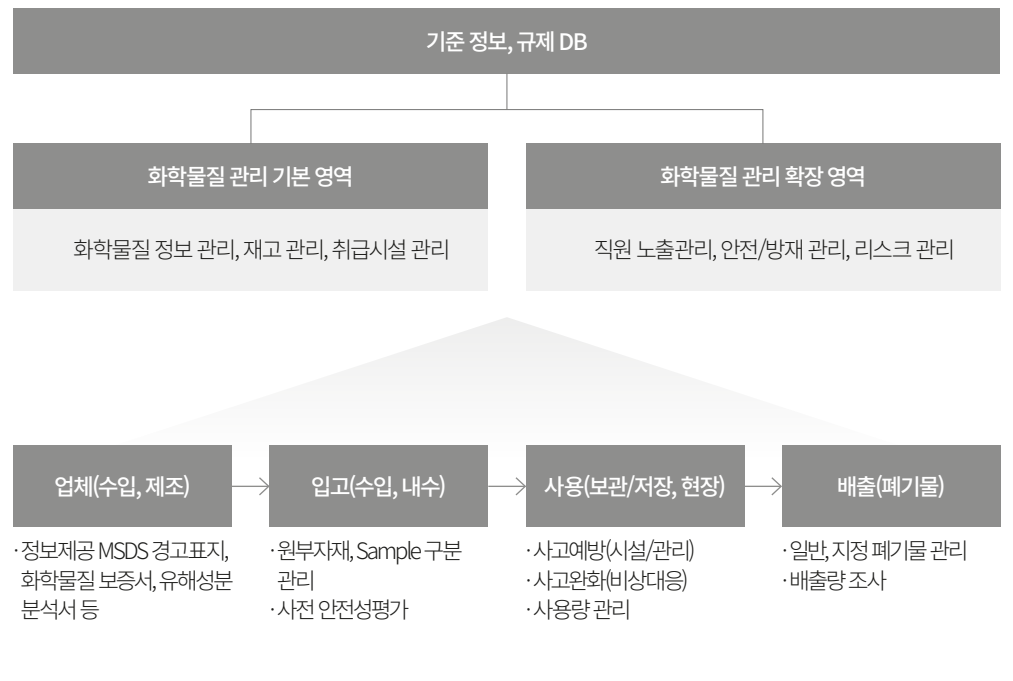 기준 정보, 규제 DB
화학물질 관리 기본 영역
화학물질 관리 확장 영역
화학물질 정보 관리, 재고 관리, 취급시설 관리
직원 노출관리, 안전/방재 관리, 리스크 관리
업체(수입, 제조)
입고(수입, 내수)
사용(보관/저장, 현장)
배출(폐기물)
·정보제공 MSDS 경고표지,
화학물질 보증서, 유해성분
분석서 등
·원부자재, Sample 구분
관리
·사전 안전성평가
·사고예방(시설/관리)
·사고완화(비상대응)
·사용량 관리
·일반, 지정 폐기물 관리
·배출량 조사